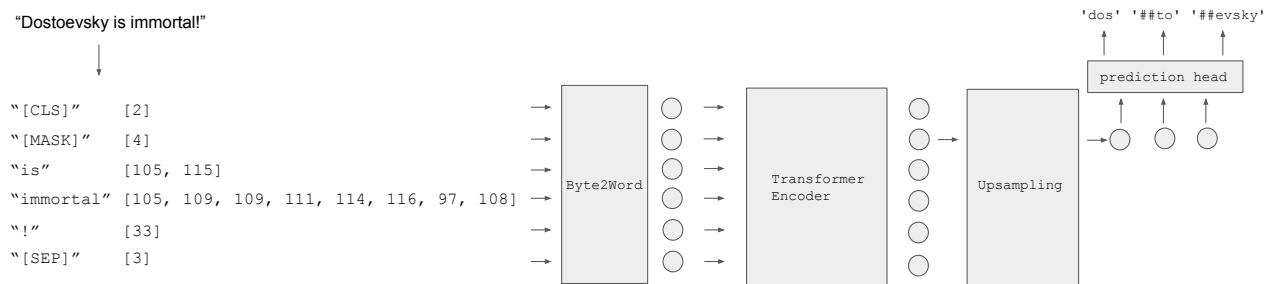 “Dostoevsky is immortal!”
'dos' '##to' '##evsky'
prediction head
“[CLS]” [2]
“[MASK]” [4]
“is” [105, 115]
“immortal” [105, 109, 109, 111, 114, 116, 97, 108]
“!” [33]
“[SEP]” [3]
Byte2Word
Transformer
Encoder
Upsampling